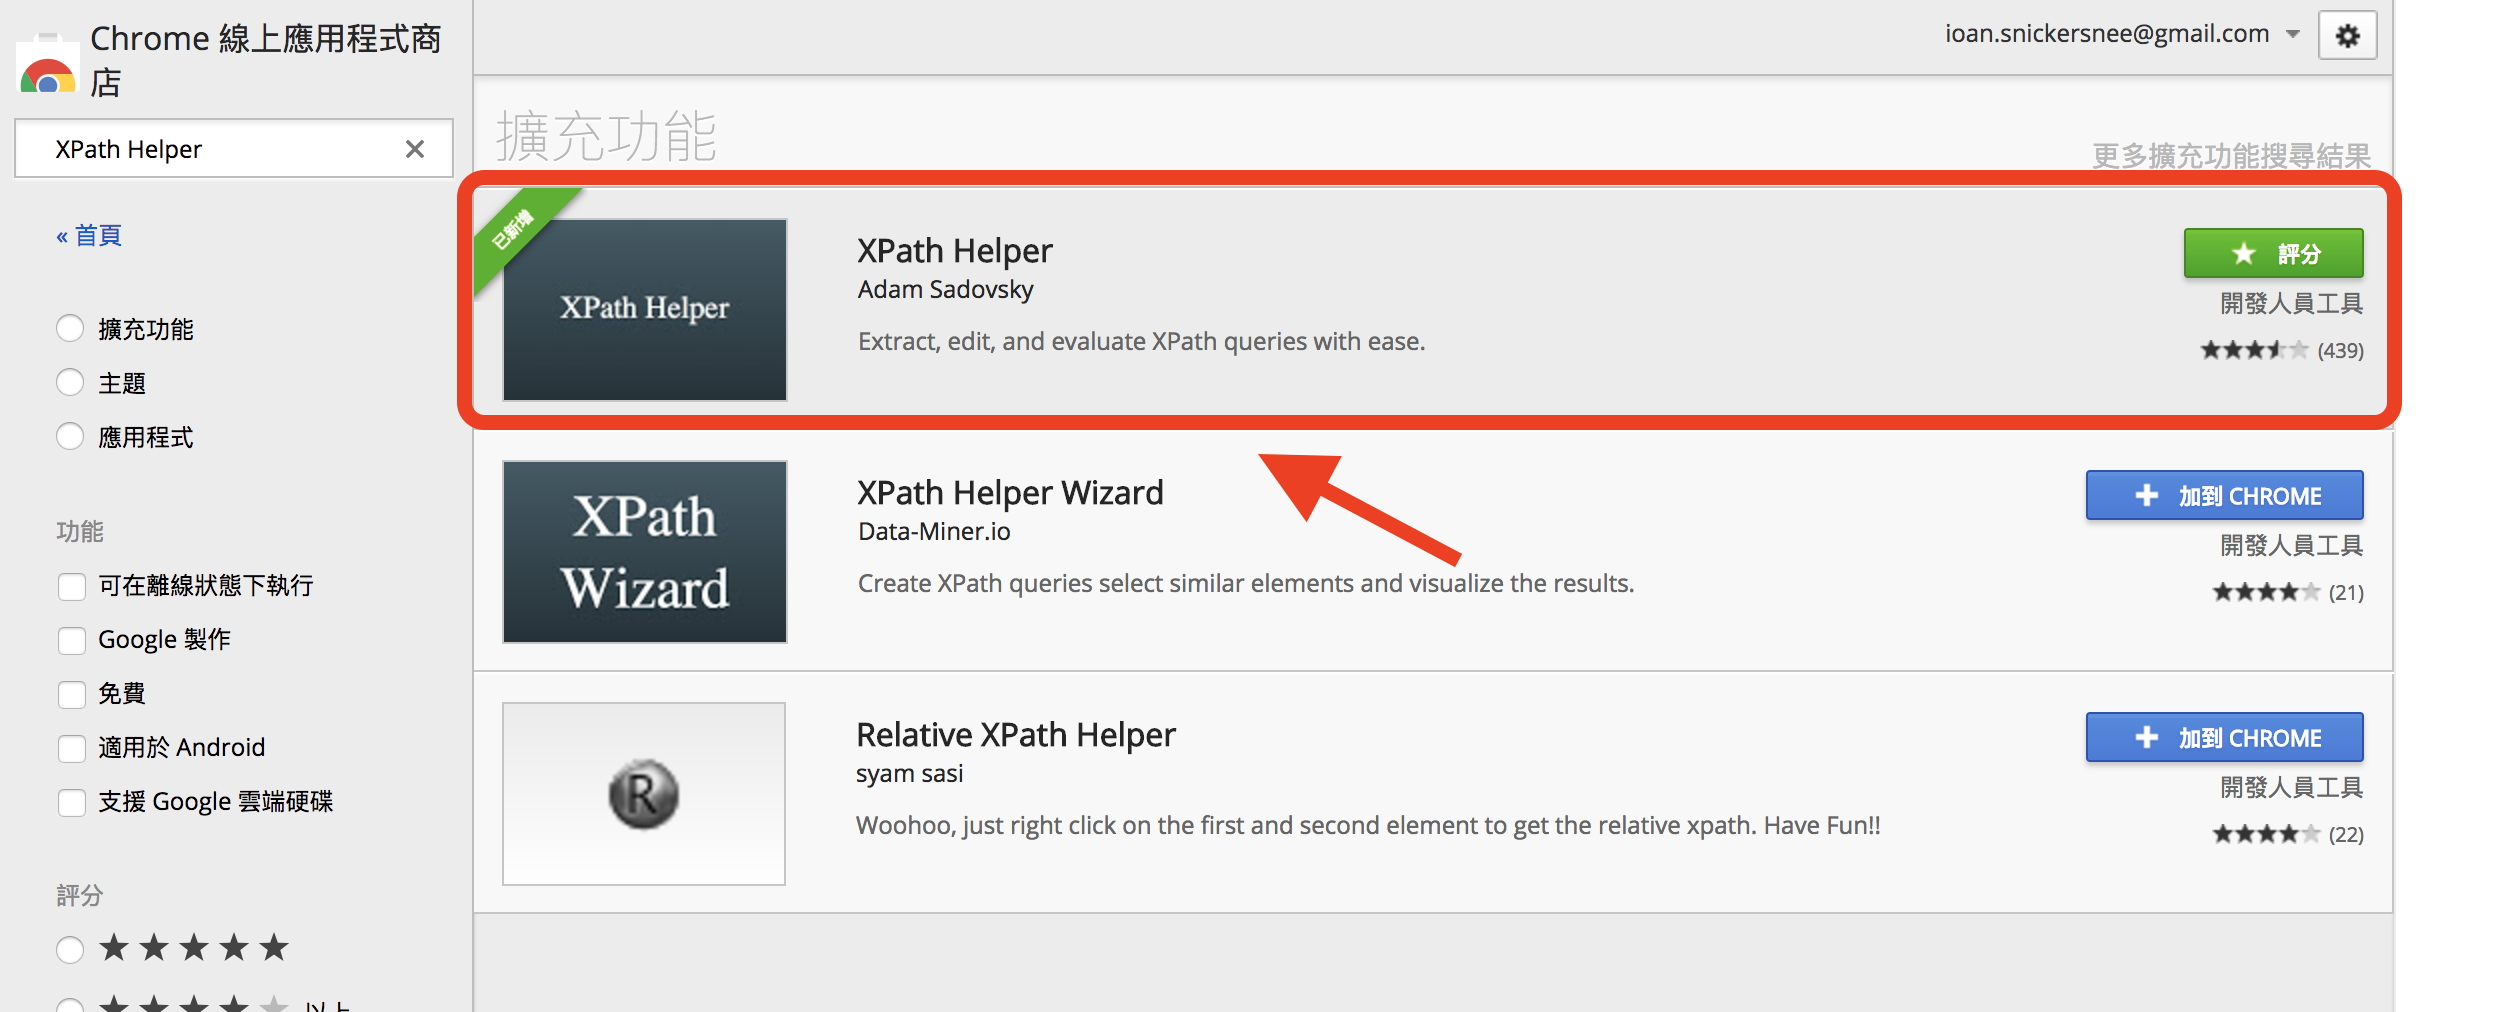 Chrome 線上應用程式商
店
XPath Helper
« 首頁
擴充功能
主題
應用程式
功能
可在離線狀態下執行
Google 製作
免費
適用於 Android
支援 Google 雲端硬碟
評分
以上
ioan.snickersnee@gmail.com
擴充功能
更多擴充功能搜尋結果
已新增
XPath Helper
XPath Helper
Adam Sadovsky
Extract, edit, and evaluate XPath queries with ease.
評分
開發人員工具
(439)
XPath
Wizard
XPath Helper Wizard
Data-Miner.io
Create XPath queries select similar elements and visualize the results.
加到 CHROME
開發人員工具
(21)
R
Relative XPath Helper
syam sasi
Woohoo, just right click on the first and second element to get the relative xpath. Have Fun!!
加到 CHROME
開發人員工具
(22)